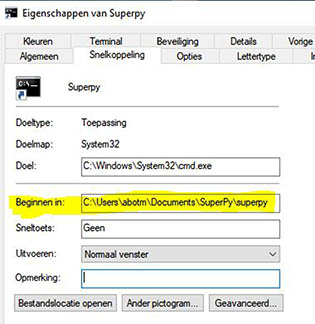 Eigenschappen van Superpy
Kleuren Terminal Beveiliging Details Vorige
Algemeen Snelkoppeling Opties Lettertype
Superpy
Doeltype: Toepassing
Doelmap: System32
Doel: C:\Windows\System32\cmd.exe
Beginnen in: C:\Users\abotm\Documents\SuperPy\superpy
Sneltoets: Geen
Uitvoeren: Normaal venster
Opmerking:
Bestandslocatie openen Ander pictogram... Geavanceerd...